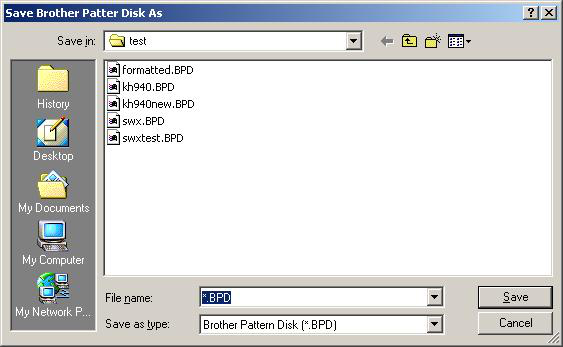 Save Brother Patter Disk As
Save in: test
History
Desktop
My Documents
My Computer
My Network P...
formatted.BPD
kh940.BPD
kh940new.BPD
swx.BPD
swxtest.BPD
File name: *.BPD Save
Save as type: Brother Pattern Disk (*.BPD) Cancel